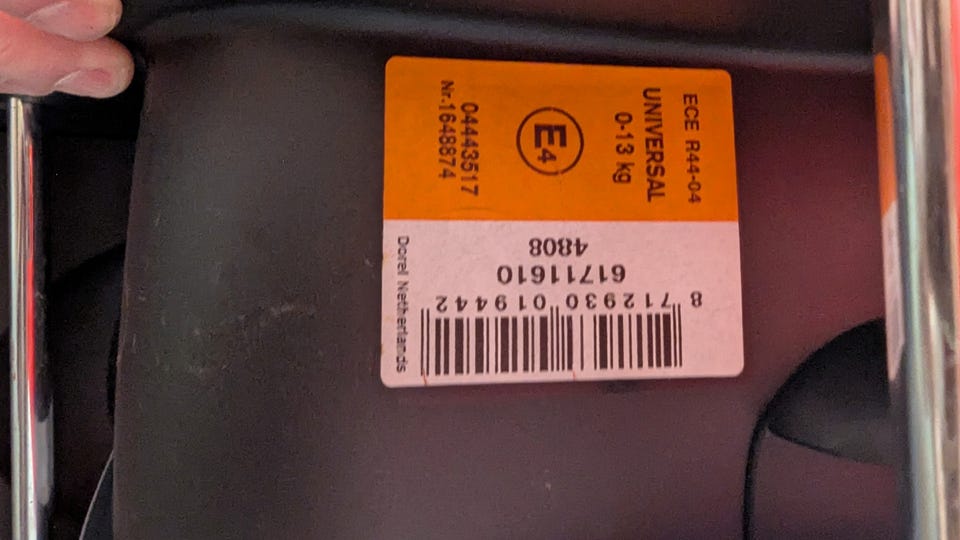 ECE R44-04
UNIVERSAL
0-13 kg
E4
04443517
Nr.1648874
4808
61711610
8 712930 019442
Dorel Netherlands